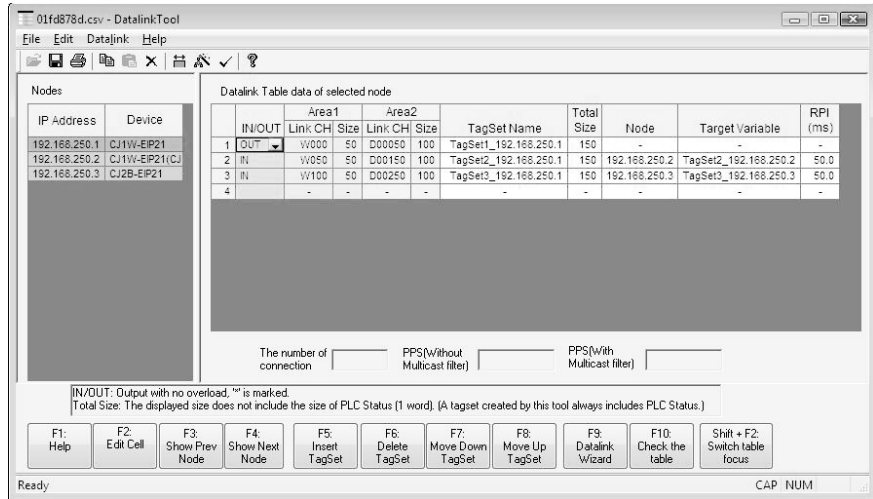 01fd878d.csv - DatalinkTool
File Edit Datalink Help
Nodes
IP Address Device
192.168.250.1 CJ1W-EIP21
192.168.250.2 CJ1W-EIP21(CJ
192.168.250.3 CJ2B-EIP21
Datalink Table data of selected node
Area1 Area2 Total RPI
IN/OUT Link CH Size Link CH Size TagSet Name Size Node Target Variable (ms)
1 OUT W000 50 D00050 100 TagSet1_192.168.250.1 150 - - -
2 IN W050 50 D00150 100 TagSet2_192.168.250.1 150 192.168.250.2 TagSet2_192.168.250.2 50.0
3 IN W100 50 D00250 100 TagSet3_192.168.250.1 150 192.168.250.3 TagSet3_192.168.250.3 50.0
4 - - - - - - - - -
The number of connection
PPS(Without Multicast filter)
PPS(With Multicast filter)
IN/OUT: Output with no overload, '*' is marked.
Total Size: The displayed size does not include the size of PLC Status (1 word). (A tagset created by this tool always includes PLC Status.)
F1: Help
F2: Edit Cell
F3: Show Prev Node
F4: Show Next Node
F5: Insert TagSet
F6: Delete TagSet
F7: Move Down TagSet
F8: Move Up TagSet
F9: Datalink Wizard
F10: Check the table
Shift + F2: Switch table focus
Ready
CAP NUM